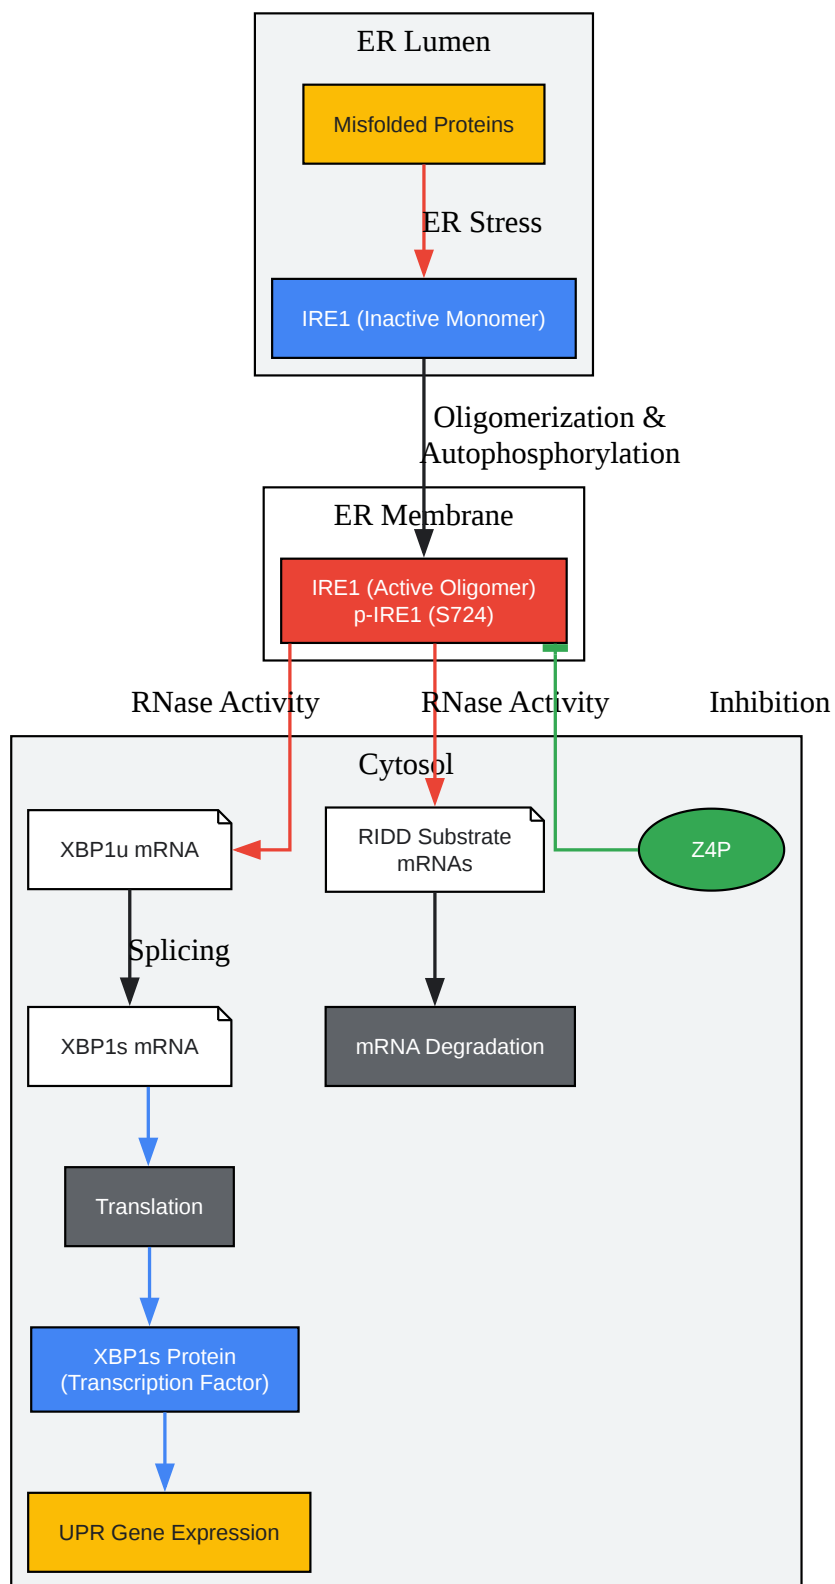 ER Lumen
Misfolded Proteins
ER Stress
IRE1 (Inactive Monomer)
Oligomerization &
Autophosphorylation
ER Membrane
IRE1 (Active Oligomer)
p-IRE1 (S724)
RNase Activity
RNase Activity
Inhibition
Cytosol
XBP1u mRNA
RIDD Substrate
mRNAs
Z4P
Splicing
XBP1s mRNA
mRNA Degradation
Translation
XBP1s Protein
(Transcription Factor)
UPR Gene Expression